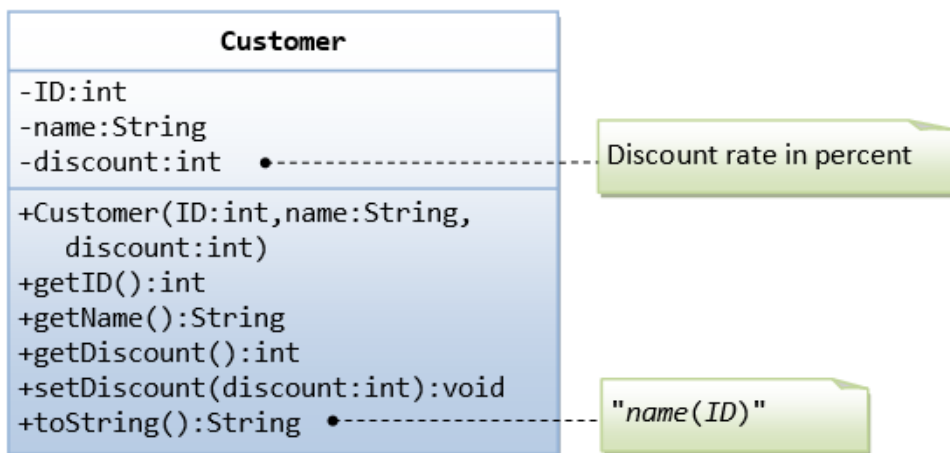 Customer
-ID:int
-name:String
-discount:int
Discount rate in percent
+Customer(ID:int,name:String,
discount:int)
+getID():int
+getName():String
+getDiscount():int
+setDiscount(discount:int):void
+toString():String
"name(ID)"